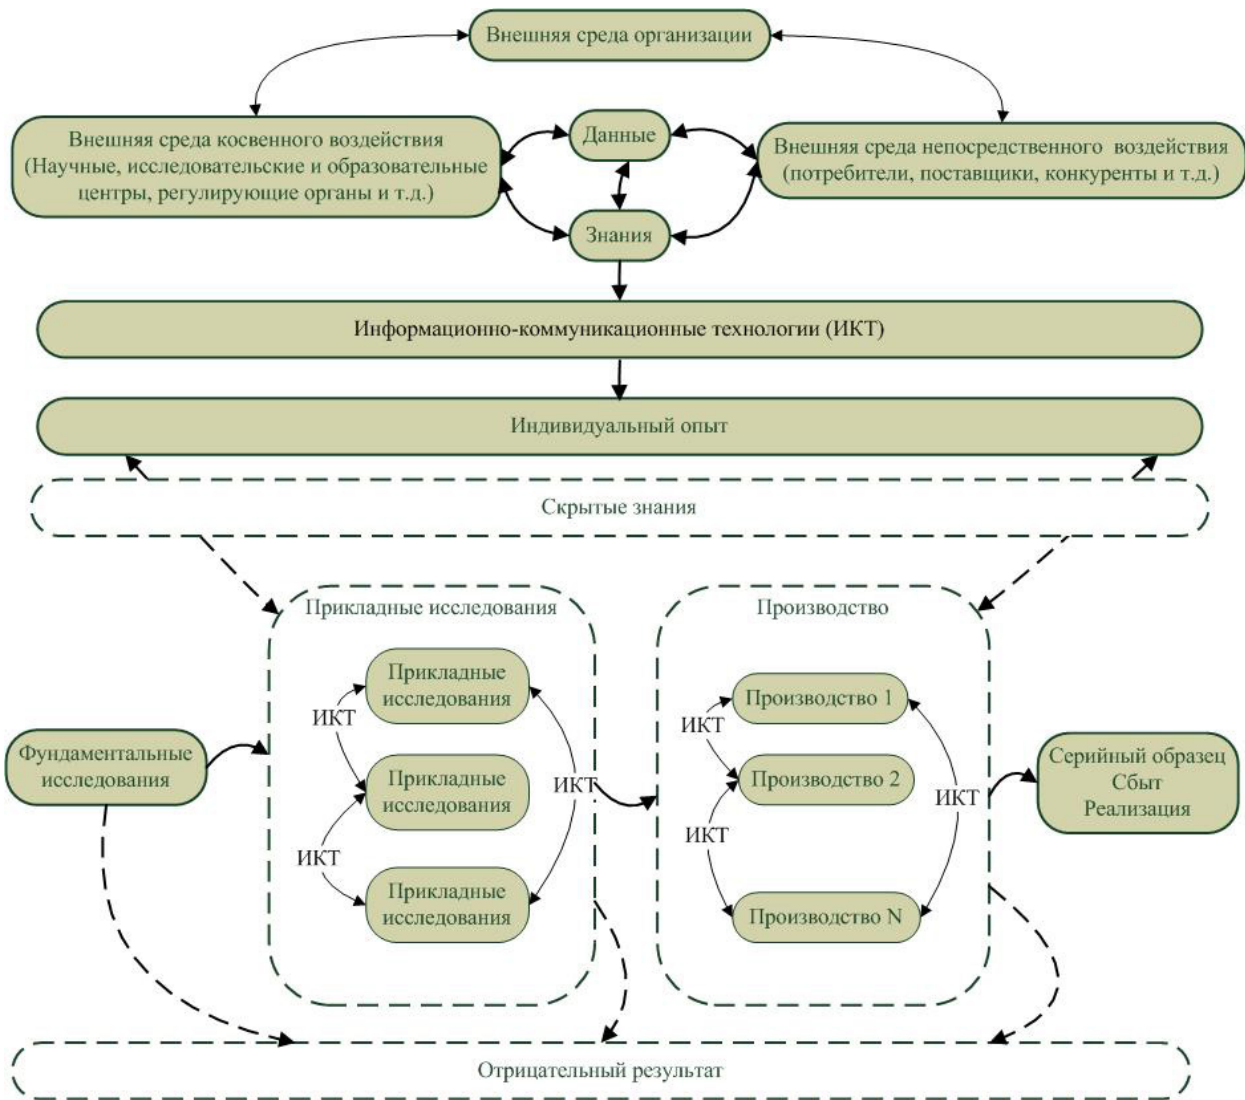 Внешняя среда организации
Внешняя среда косвенного воздействия
(Научные, исследовательские и образовательные
центры, регулирующие органы и т.д.)
Данные
Внешняя среда непосредственного воздействия
(потребители, поставщики, конкуренты и т.д.)
Знания
Информационно-коммуникационные технологии (ИКТ)
Индивидуальный опыт
Скрытые знания
Прикладные исследования
Производство
Прикладные
исследования
ИКТ
Прикладные
исследования
ИКТ
ИКТ
Прикладные
исследования
Производство 1
ИКТ
Производство 2
ИКТ
ИКТ
Производство N
Фундаментальные
исследования
Серийный образец
Сбыт
Реализация
Отрицательный результат